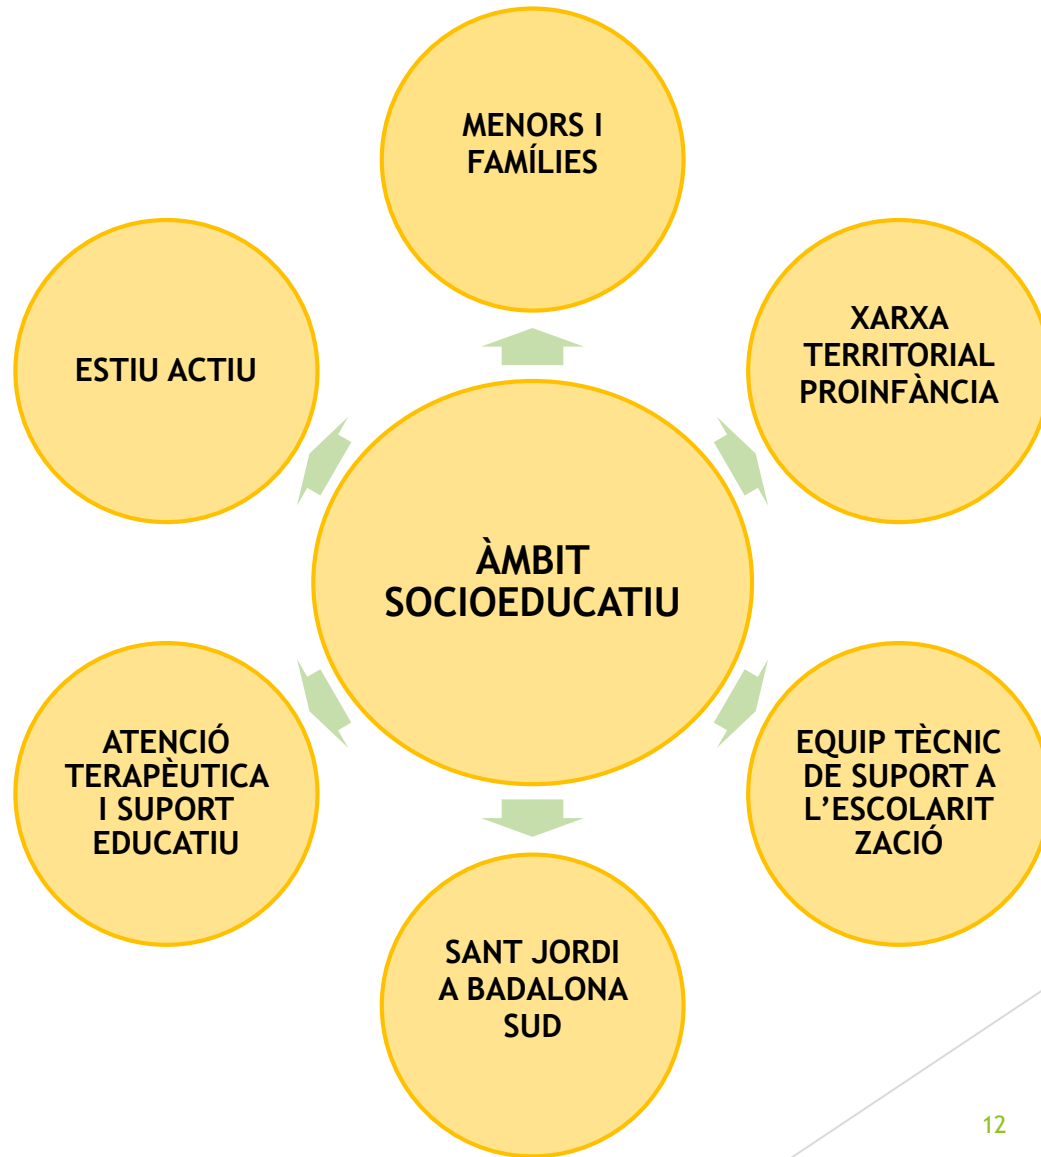 MENORS I
FAMÍLIES
XARXA
TERRITORIAL
PROINFÀNCIA
ESTIU ACTIU
ÀMBIT
SOCIOEDUCATIU
EQUIP TÈCNIC
DE SUPORT A
L’ESCOLARIT
ZACIÓ
ATENCIÓ
TERAPÈUTICA
I SUPORT
EDUCATIU
SANT JORDI
A BADALONA
SUD
12